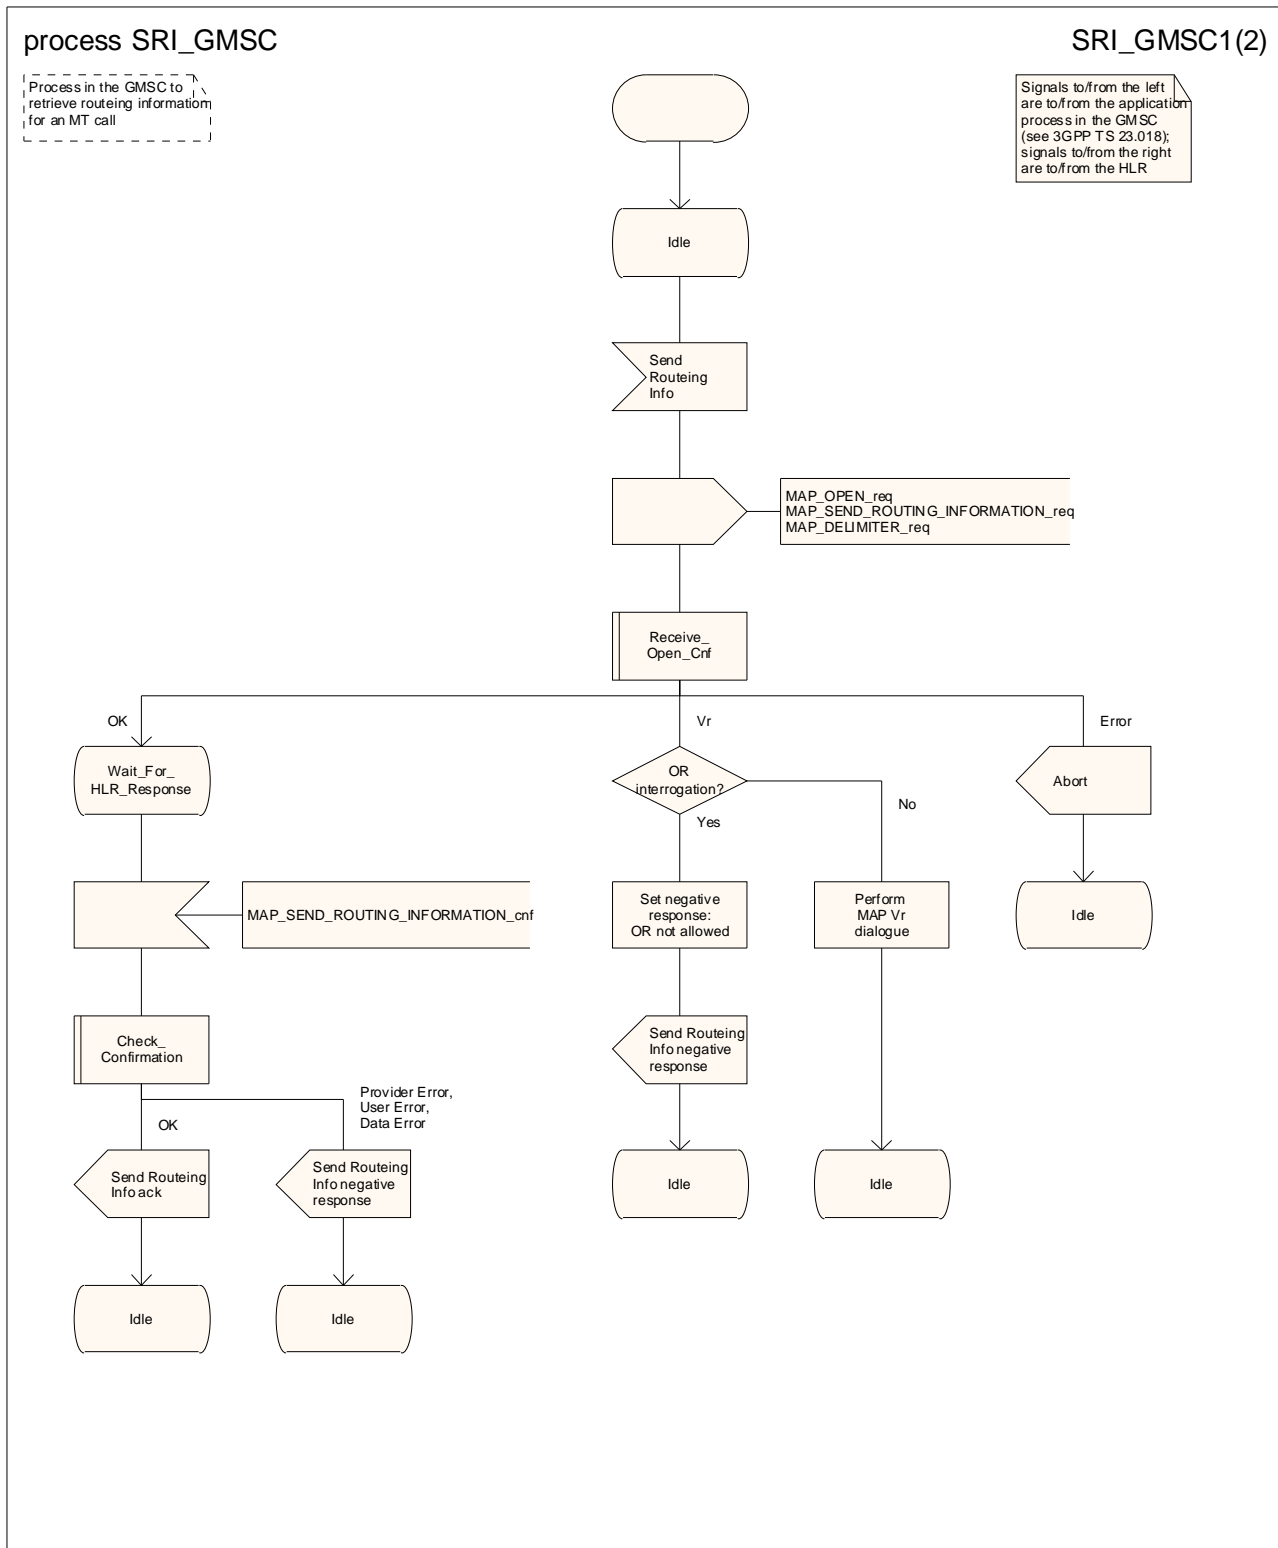 process SRI_GMSC
SRI_GMSC1(2)
Process in the GMSC to
retrieve routeing information
for an MT call
Signals to/from the left
are to/from the application
process in the GMSC
(see 3GPP TS 23.018);
signals to/from the right
are to/from the HLR
Idle
Send
Routeing
Info
MAP_OPEN_req
MAP_SEND_ROUTING_INFORMATION_req
MAP_DELIMITER_req
Receive_
Open_Cnf
OK
Vr
Error
Wait_For_
HLR_Response
OR
interrogation?
Abort
No
Yes
MAP_SEND_ROUTING_INFORMATION_cnf
Set negative
response:
OR not allowed
Perform
MAP Vr
dialogue
Idle
Check_
Confirmation
Send Routeing
Info negative
response
Provider Error,
User Error,
Data Error
OK
Send Routeing
Info ack
Send Routeing
Info negative
response
Idle
Idle
Idle
Idle